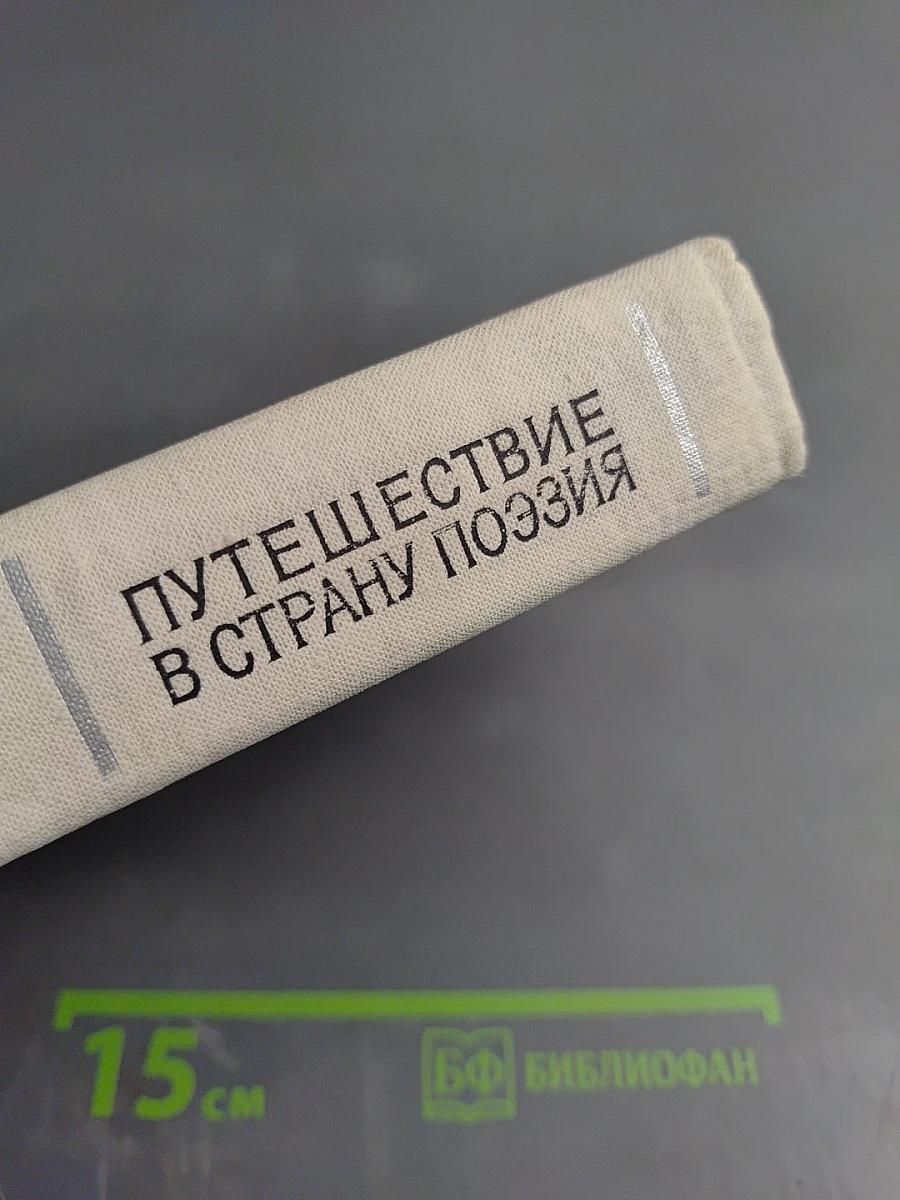 ПУТЕШЕСТВИЕ
В СТРАНУ ПОЭЗИЯ
15 см
БФ БИБЛИОФАН